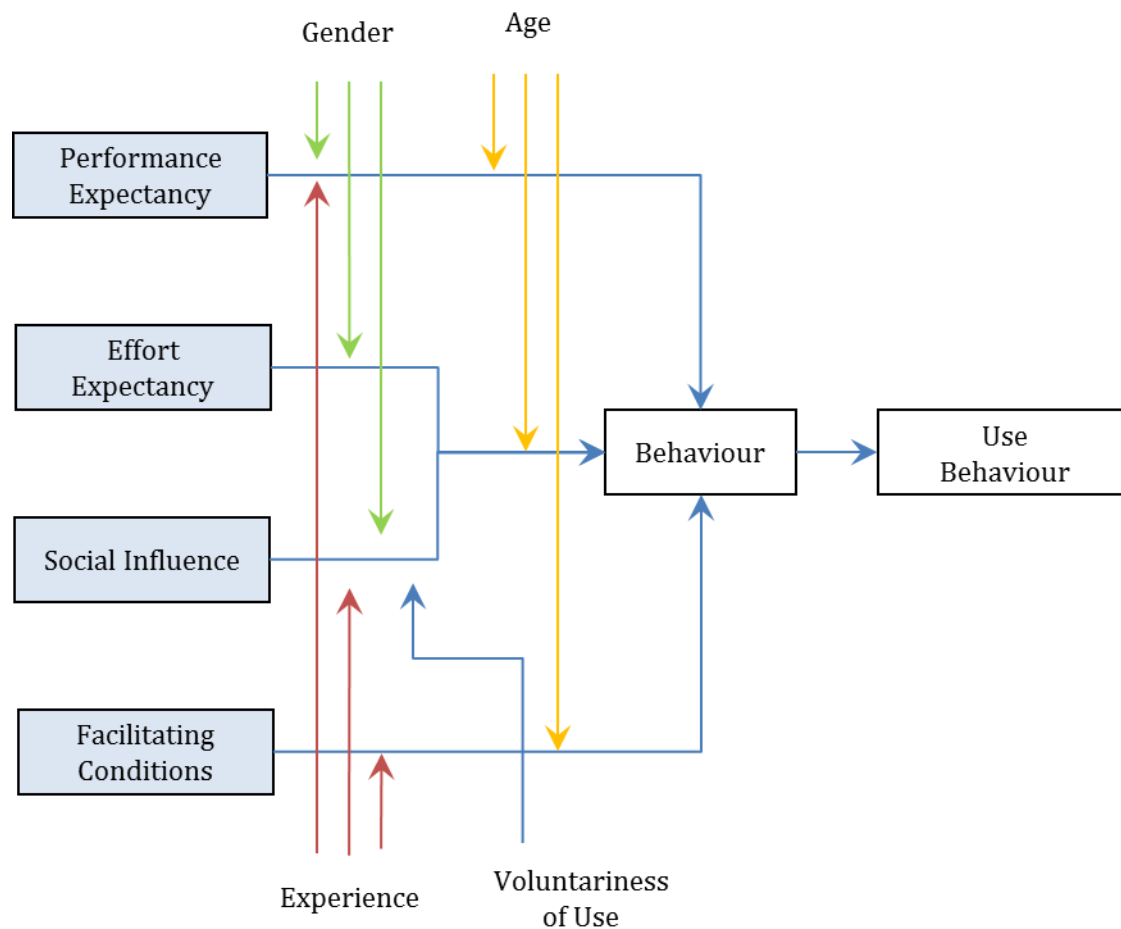 Gender
Age
Performance
Expectancy
Effort
Expectancy
Behaviour
Use
Behaviour
Social Influence
Facilitating
Conditions
Experience
Voluntariness
of Use